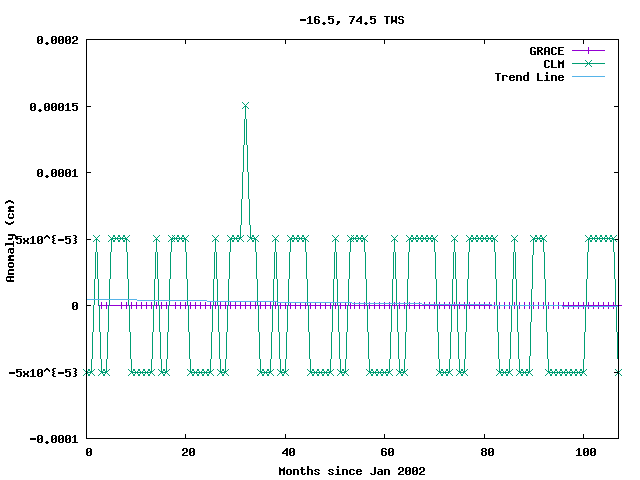 -16.5, 74.5 TWS
GRACE
CLM
Trend Line
0.0002
0.00015
0.0001
5x10^{-5}
0
-5x10^{-5}
-0.0001
Anomaly (cm)
0 20 40 60 80 100
Months since Jan 2002